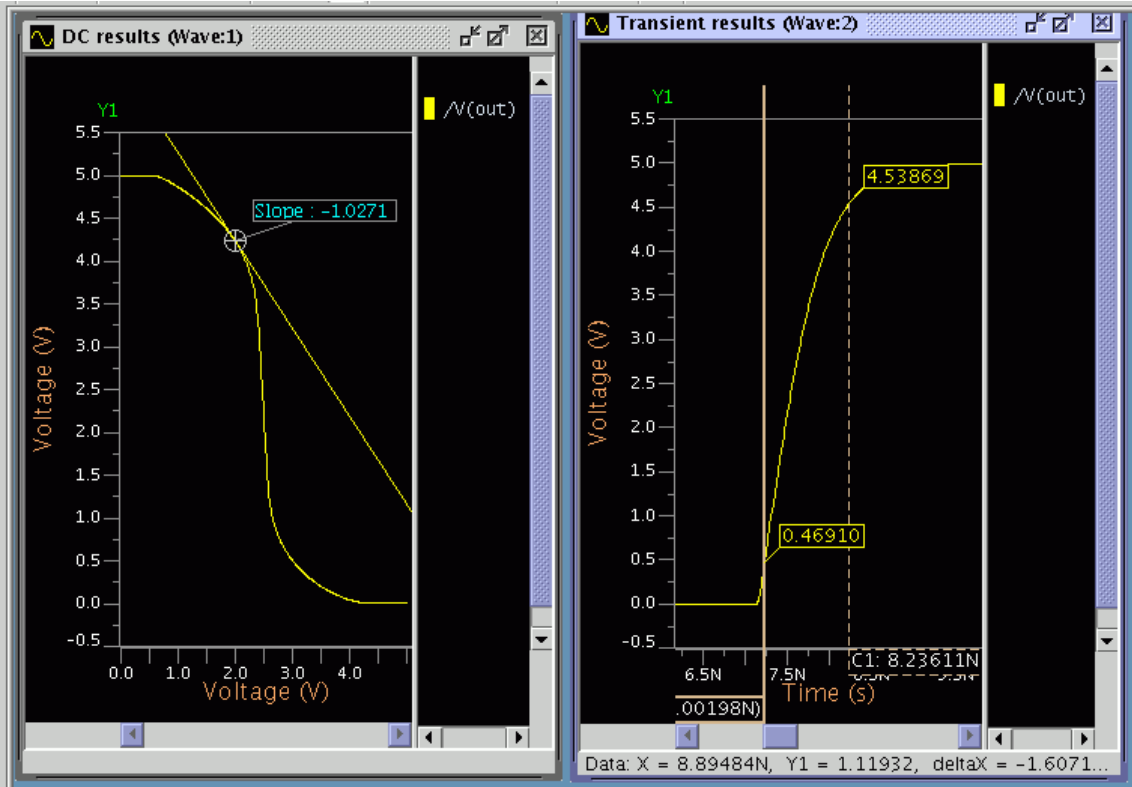 DC results (Wave:1)
Y1
/V(out)
5.5
5.0
4.5
4.0
3.5
3.0
2.5
2.0
1.5
1.0
0.5
0.0
-0.5
Slope : -1.0271
Voltage (V)
0.0 1.0 2.0 3.0 4.0
Voltage (V)
Transient results (Wave:2)
Y1
/V(out)
5.5
5.0
4.5
4.0
3.5
3.0
2.5
2.0
1.5
1.0
0.5
0.0
-0.5
4.53869
0.46910
Voltage (V)
C1: 8.23611N
6.5N 7.5N
Time (s)
.00198N)
Data: X = 8.89484N, Y1 = 1.11932, deltaX = -1.6071...